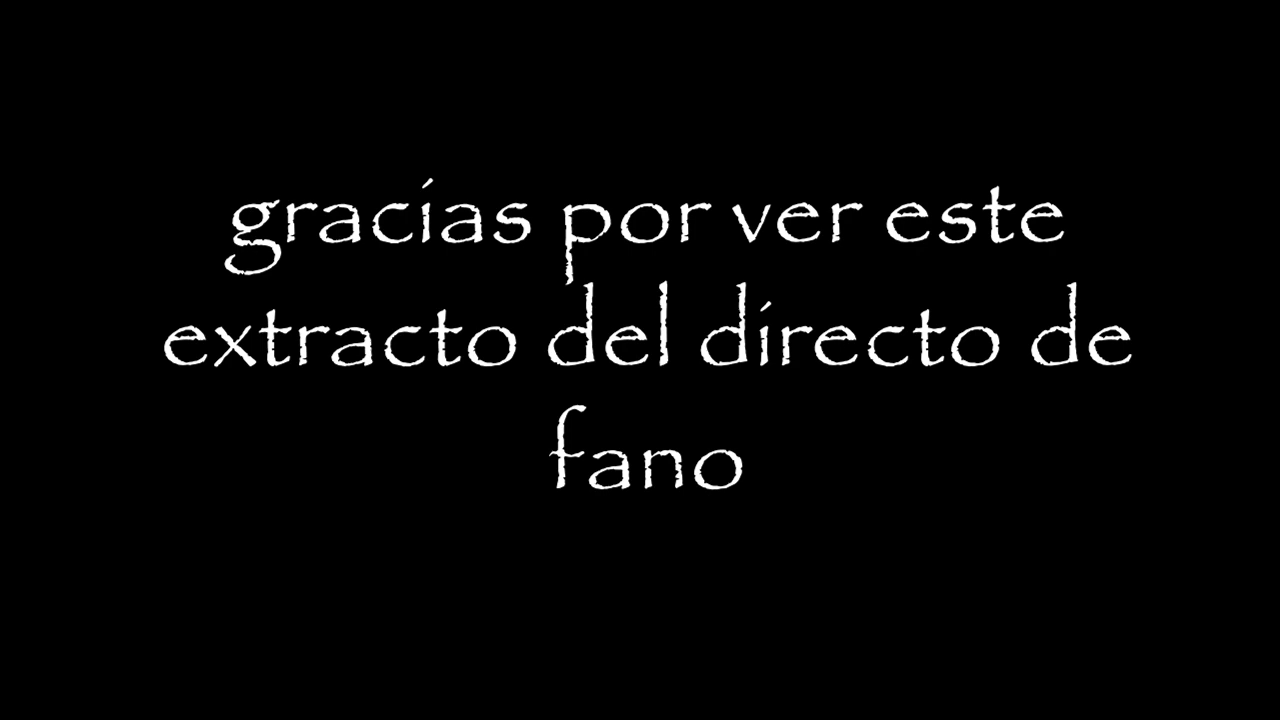 gracias por ver este
extracto del directo de
fano